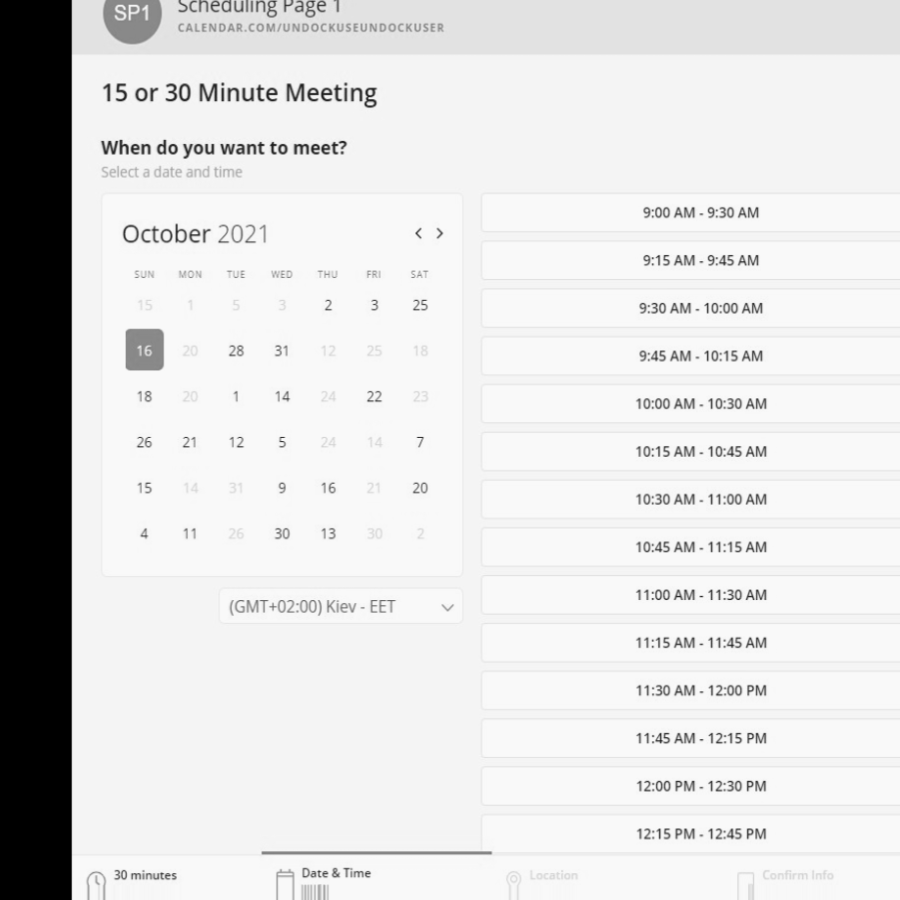 SP1
Scheduling Page 1
CALENDAR.COM/UNDOCKUSEUNDOCKUSER
15 or 30 Minute Meeting
When do you want to meet?
Select a date and time
October 2021
SUN MON TUE WED THU FRI SAT
15 1 5 3 2 3 25
16 20 28 31 12 25 18
18 20 1 14 24 22 23
26 21 12 5 24 14 7
15 14 31 9 16 21 20
4 11 26 30 13 30 2
(GMT+02:00) Kiev - EET
9:00 AM - 9:30 AM
9:15 AM - 9:45 AM
9:30 AM - 10:00 AM
9:45 AM - 10:15 AM
10:00 AM - 10:30 AM
10:15 AM - 10:45 AM
10:30 AM - 11:00 AM
10:45 AM - 11:15 AM
11:00 AM - 11:30 AM
11:15 AM - 11:45 AM
11:30 AM - 12:00 PM
11:45 AM - 12:15 PM
12:00 PM - 12:30 PM
12:15 PM - 12:45 PM
30 minutes
Date & Time
Location
Confirm Info